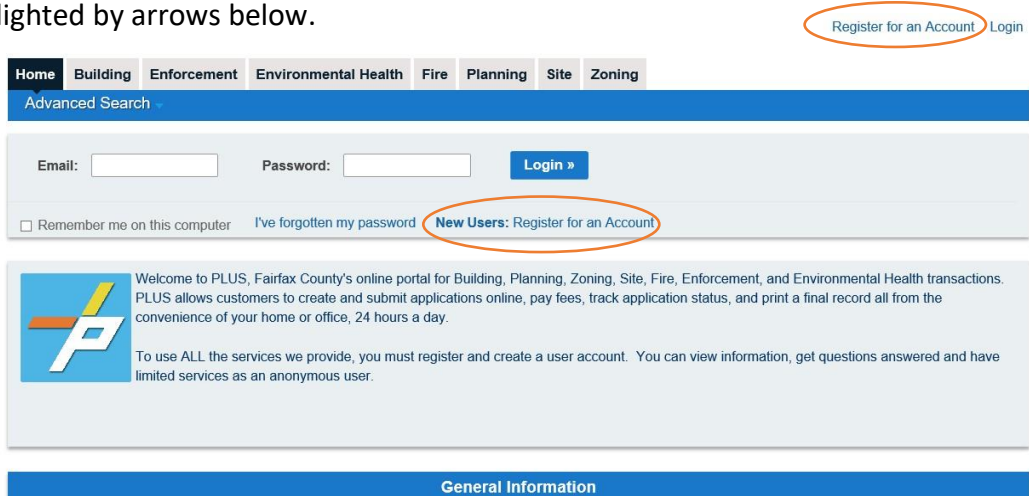 lighted by arrows below.
Register for an Account Login
Home Building Enforcement Environmental Health Fire Planning Site Zoning
Advanced Search
Email: Password: Login »
Remember me on this computer I've forgotten my password New Users: Register for an Account
Welcome to PLUS, Fairfax County's online portal for Building, Planning, Zoning, Site, Fire, Enforcement, and Environmental Health transactions.
PLUS allows customers to create and submit applications online, pay fees, track application status, and print a final record all from the
convenience of your home or office, 24 hours a day.
To use ALL the services we provide, you must register and create a user account. You can view information, get questions answered and have
limited services as an anonymous user.
General Information